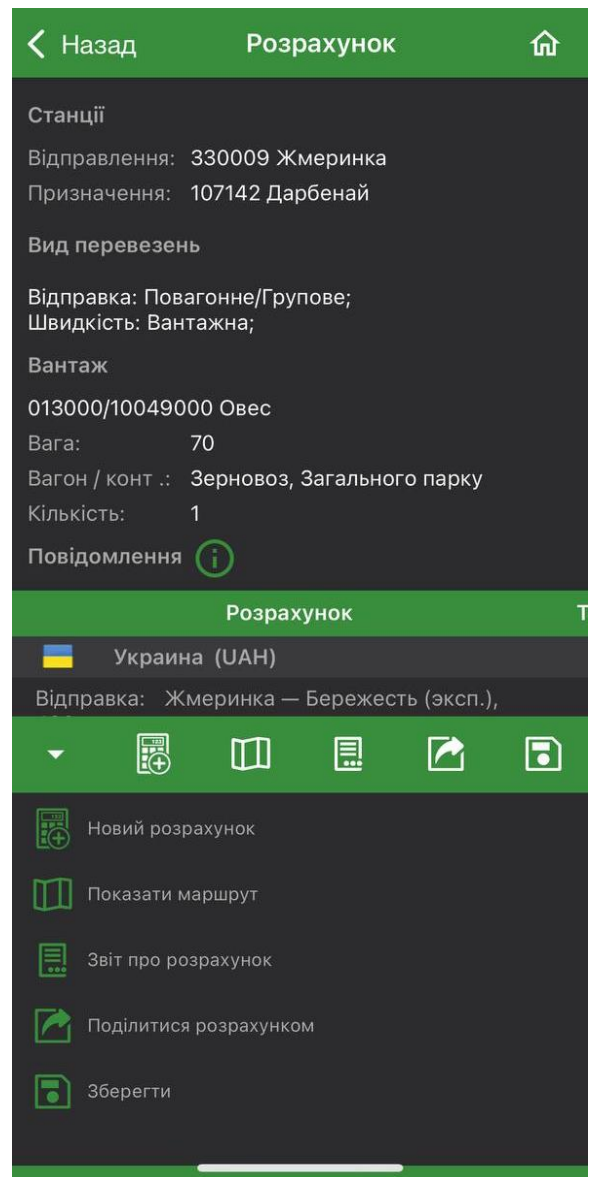 Назад Розрахунок
Станції
Відправлення: 330009 Жмеринка
Призначення: 107142 Дарбенай
Вид перевезень
Відправка: Повагонне/Групове;
Швидкість: Вантажна;
Вантаж
013000/10049000 Овес
Вага: 70
Вагон / конт .: Зерновоз, Загального парку
Кількість: 1
Повідомлення
Розрахунок Т
Украина (UAH)
Відправка: Жмеринка — Бережесть (эксп.),
Новий розрахунок
Показати маршрут
Звіт про розрахунок
Поділитися розрахунком
Зберегти